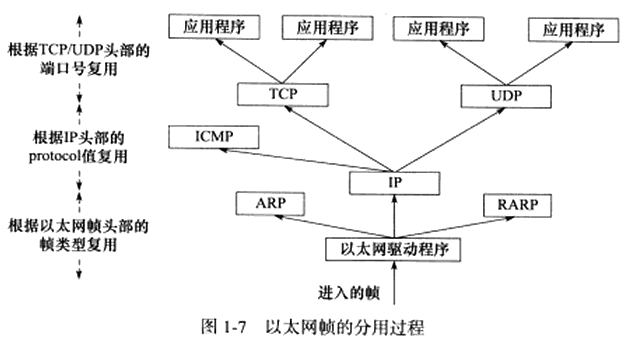 应用程序 应用程序 应用程序 应用程序
根据TCP/UDP头部的
端口号复用
TCP UDP
ICMP
根据IP头部的
protocol值复用
IP
ARP RARP
根据以太网帧头部的
帧类型复用
以太网驱动程序
进入的帧
图 1-7 以太网帧的分用过程